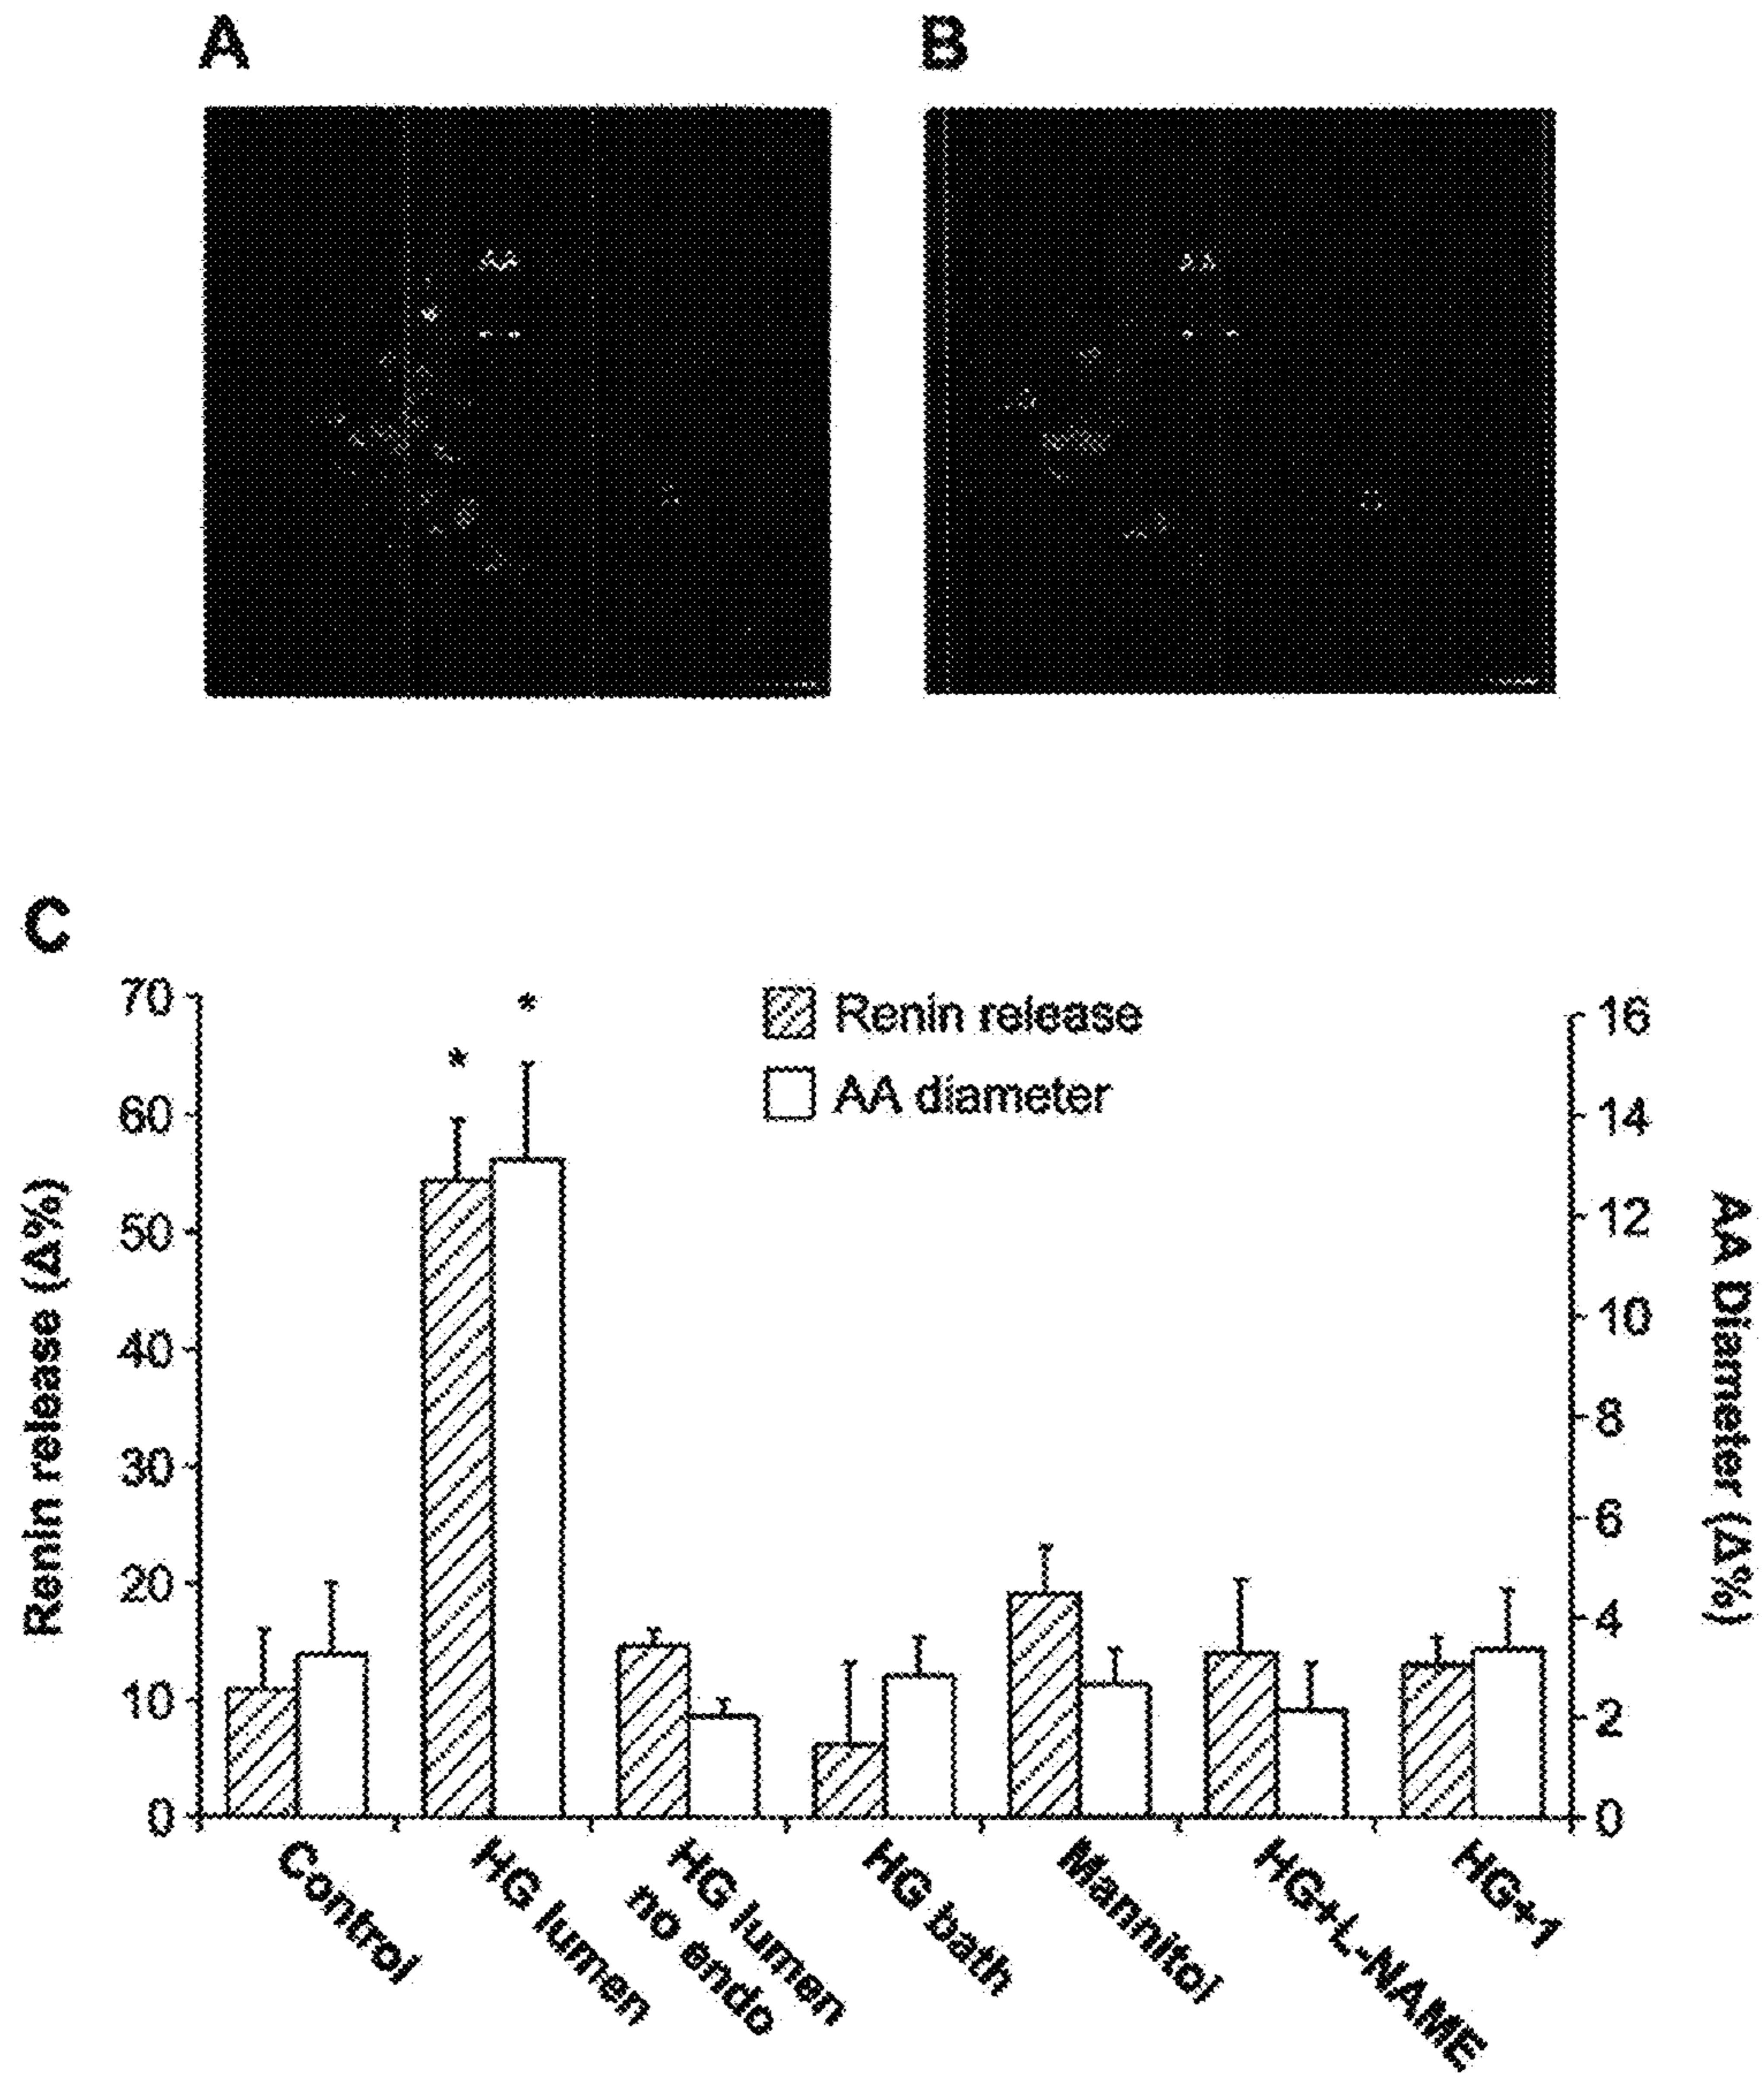 A
B
AA
AA
C
Renin release (Δ%)
70
60
50
40
30
20
10
0
Renin release
AA diameter
*
*
16
14
12
10
8
6
4
2
0
AA Diameter (Δ%)
Control
HG lumen
HG lumen
no endo
HG bath
Mannitol
HG+L-NAME
HG+1